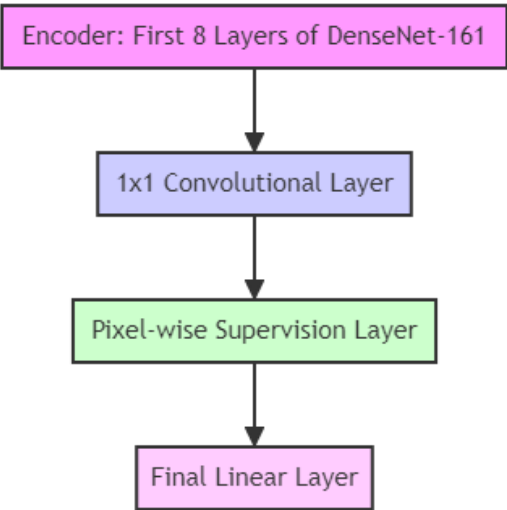 Encoder: First 8 Layers of DenseNet-161
1x1 Convolutional Layer
Pixel-wise Supervision Layer
Final Linear Layer